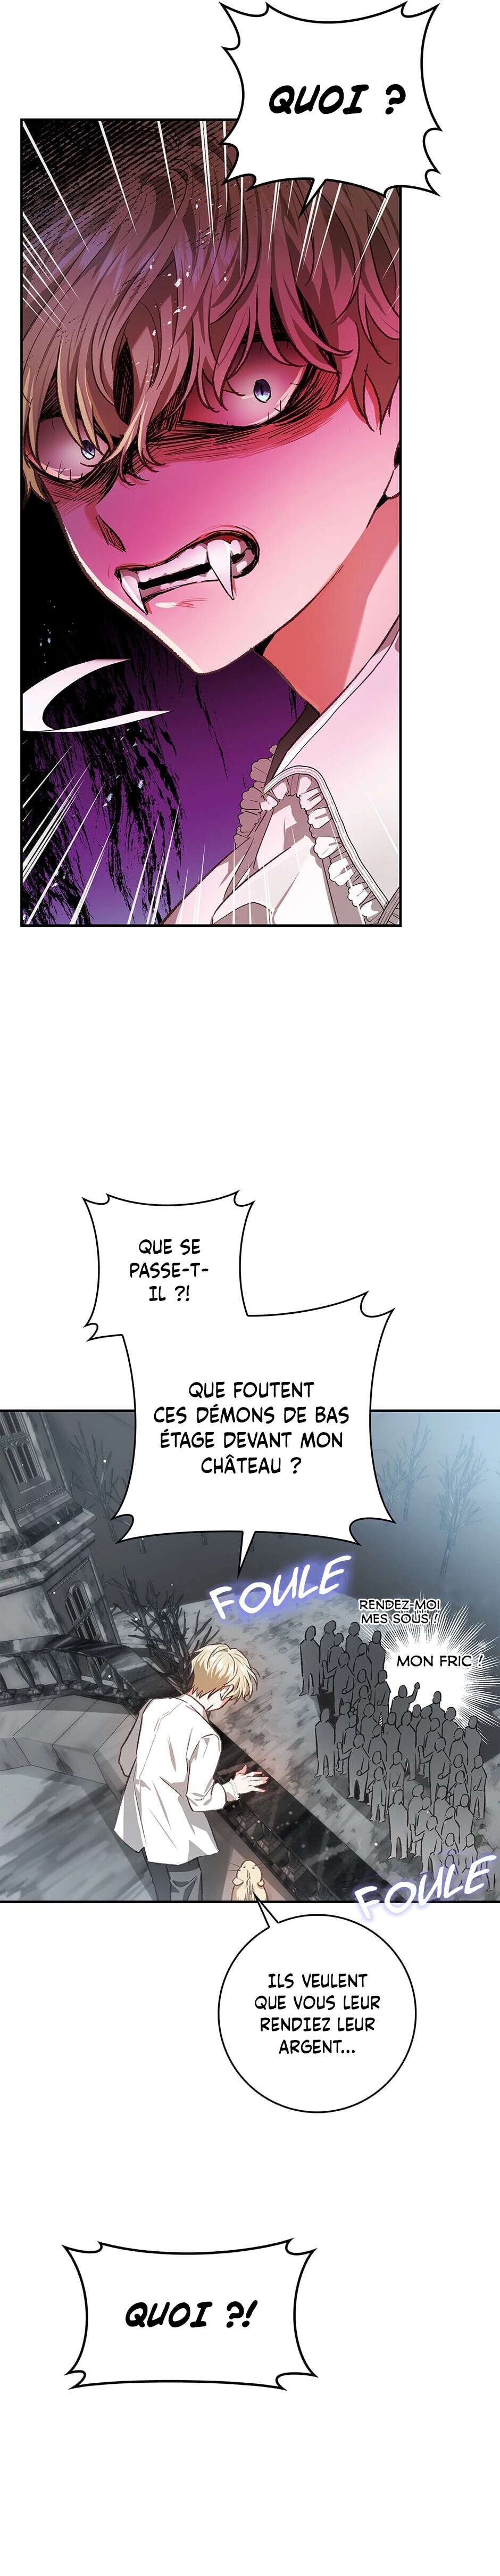 QUOI ?
QUE SE
PASSE-T-
IL ?!
QUE FOUTENT
CES DÉMONS DE BAS
ÉTAGE DEVANT MON
CHÂTEAU ?
FOULE
RENDEZ-MOI
MES SOUS !
MON FRIC !
FOULE
ILS VEULENT
QUE VOUS LEUR
RENDIEZ LEUR
ARGENT...
QUOI ?!